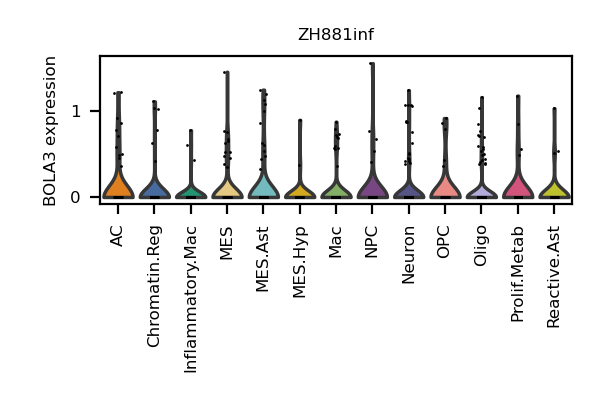 ZH881inf
BOLA3 expression
1
0
AC
Chromatin.Reg
Inflammatory.Mac
MES
MES.Ast
MES.Hyp
Mac
NPC
Neuron
OPC
Oligo
Prolif.Metab
Reactive.Ast